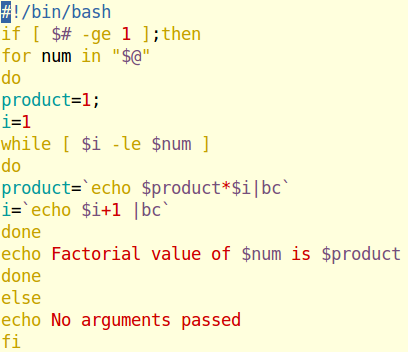 #!/bin/bash
if [ $# -ge 1 ];then
for num in "$@"
do
product=1;
i=1
while [ $i -le $num ]
do
product=`echo $product*$i|bc`
i=`echo $i+1 |bc`
done
echo Factorial value of $num is $product
done
else
echo No arguments passed
fi